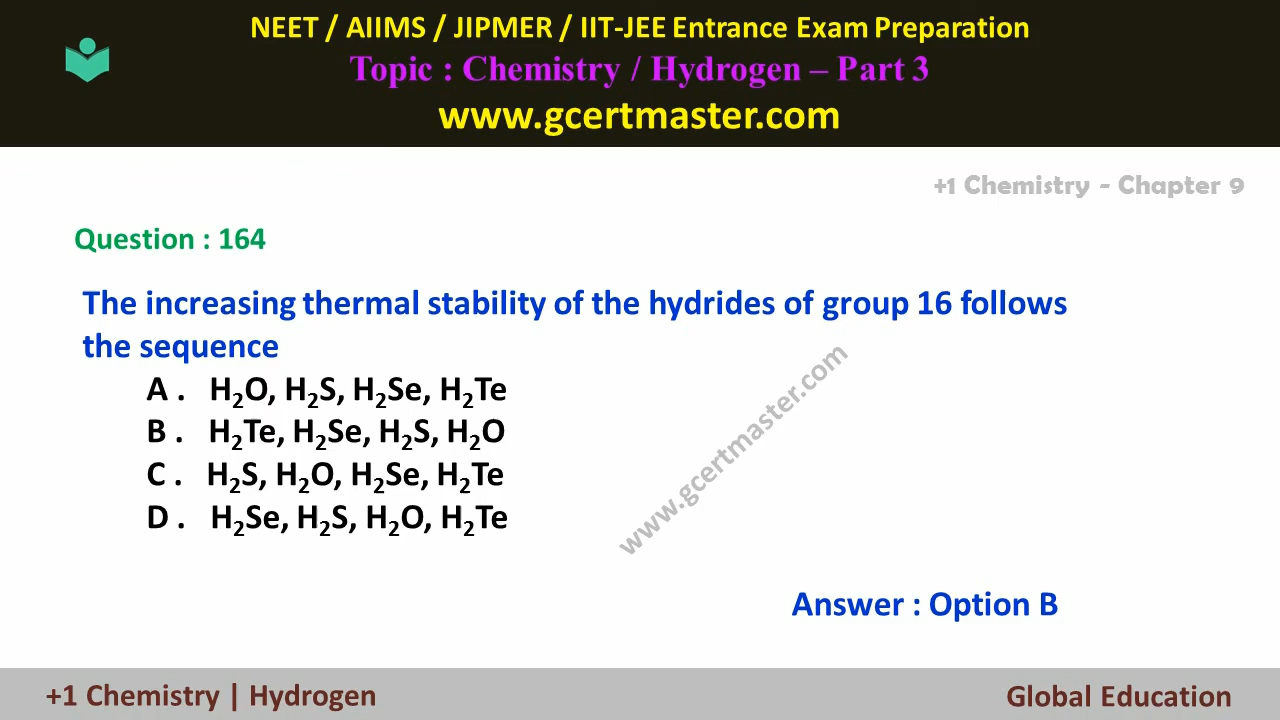 NEET / AIIMS / JIPMER / IIT-JEE Entrance Exam Preparation
Topic : Chemistry / Hydrogen – Part 3
www.gcertmaster.com
+1 Chemistry - Chapter 9
Question : 164
The increasing thermal stability of the hydrides of group 16 follows
the sequence
A . H₂O, H₂S, H₂Se, H₂Te
B . H₂Te, H₂Se, H₂S, H₂O
C . H₂S, H₂O, H₂Se, H₂Te
D . H₂Se, H₂S, H₂O, H₂Te
www.gcertmaster.com
Answer : Option B
+1 Chemistry | Hydrogen
Global Education